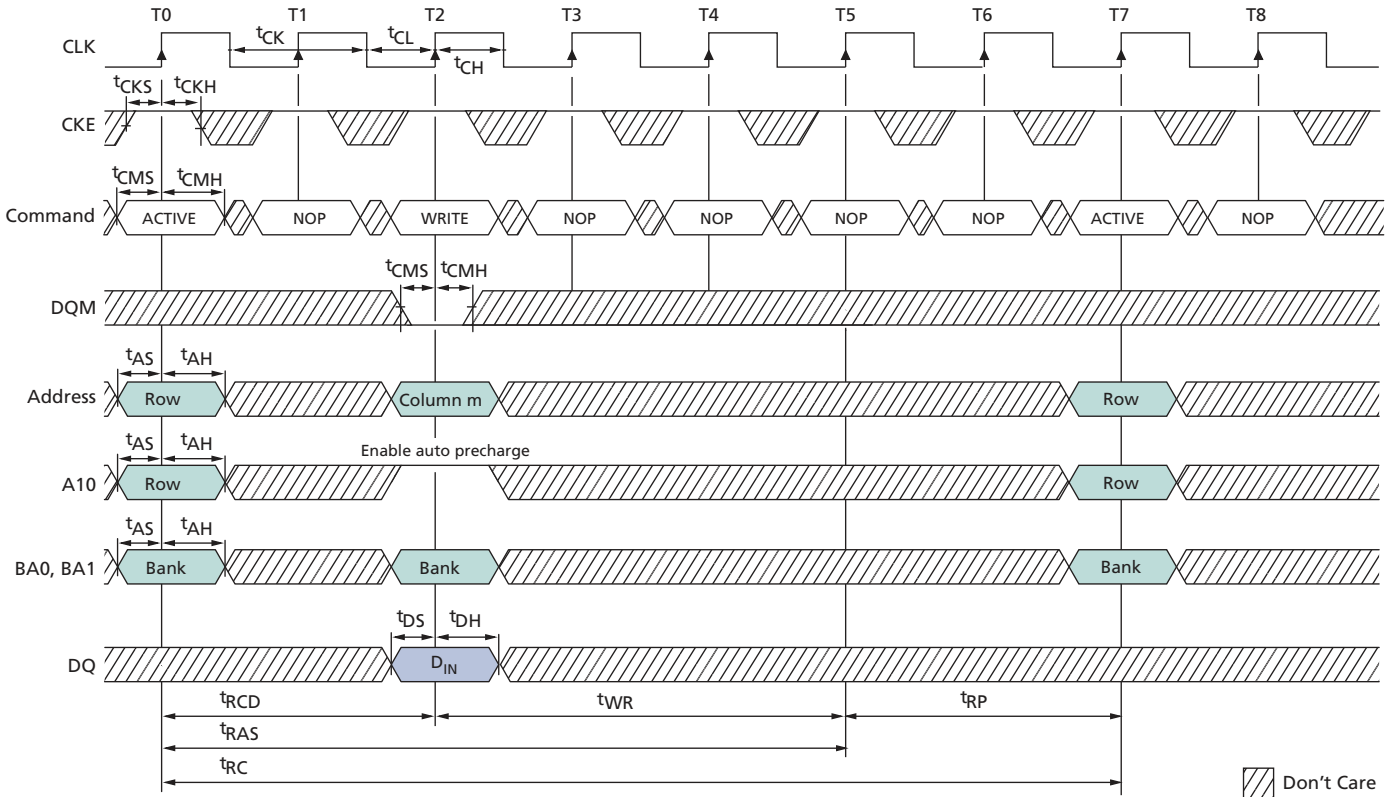 T0 T1 T2 T3 T4 T5 T6 T7 T8
CLK tCK tCL tCH
tCKS tCKH
CKE
tCMS tCMH
Command ACTIVE NOP WRITE NOP NOP NOP NOP ACTIVE NOP
tCMS tCMH
DQM
tAS tAH
Address Row Column m Row
tAS tAH Enable auto precharge
A10 Row Row
tAS tAH
BA0, BA1 Bank Bank Bank
tDS tDH
DQ DIN
tRCD tWR tRP
tRAS
tRC
Don't Care